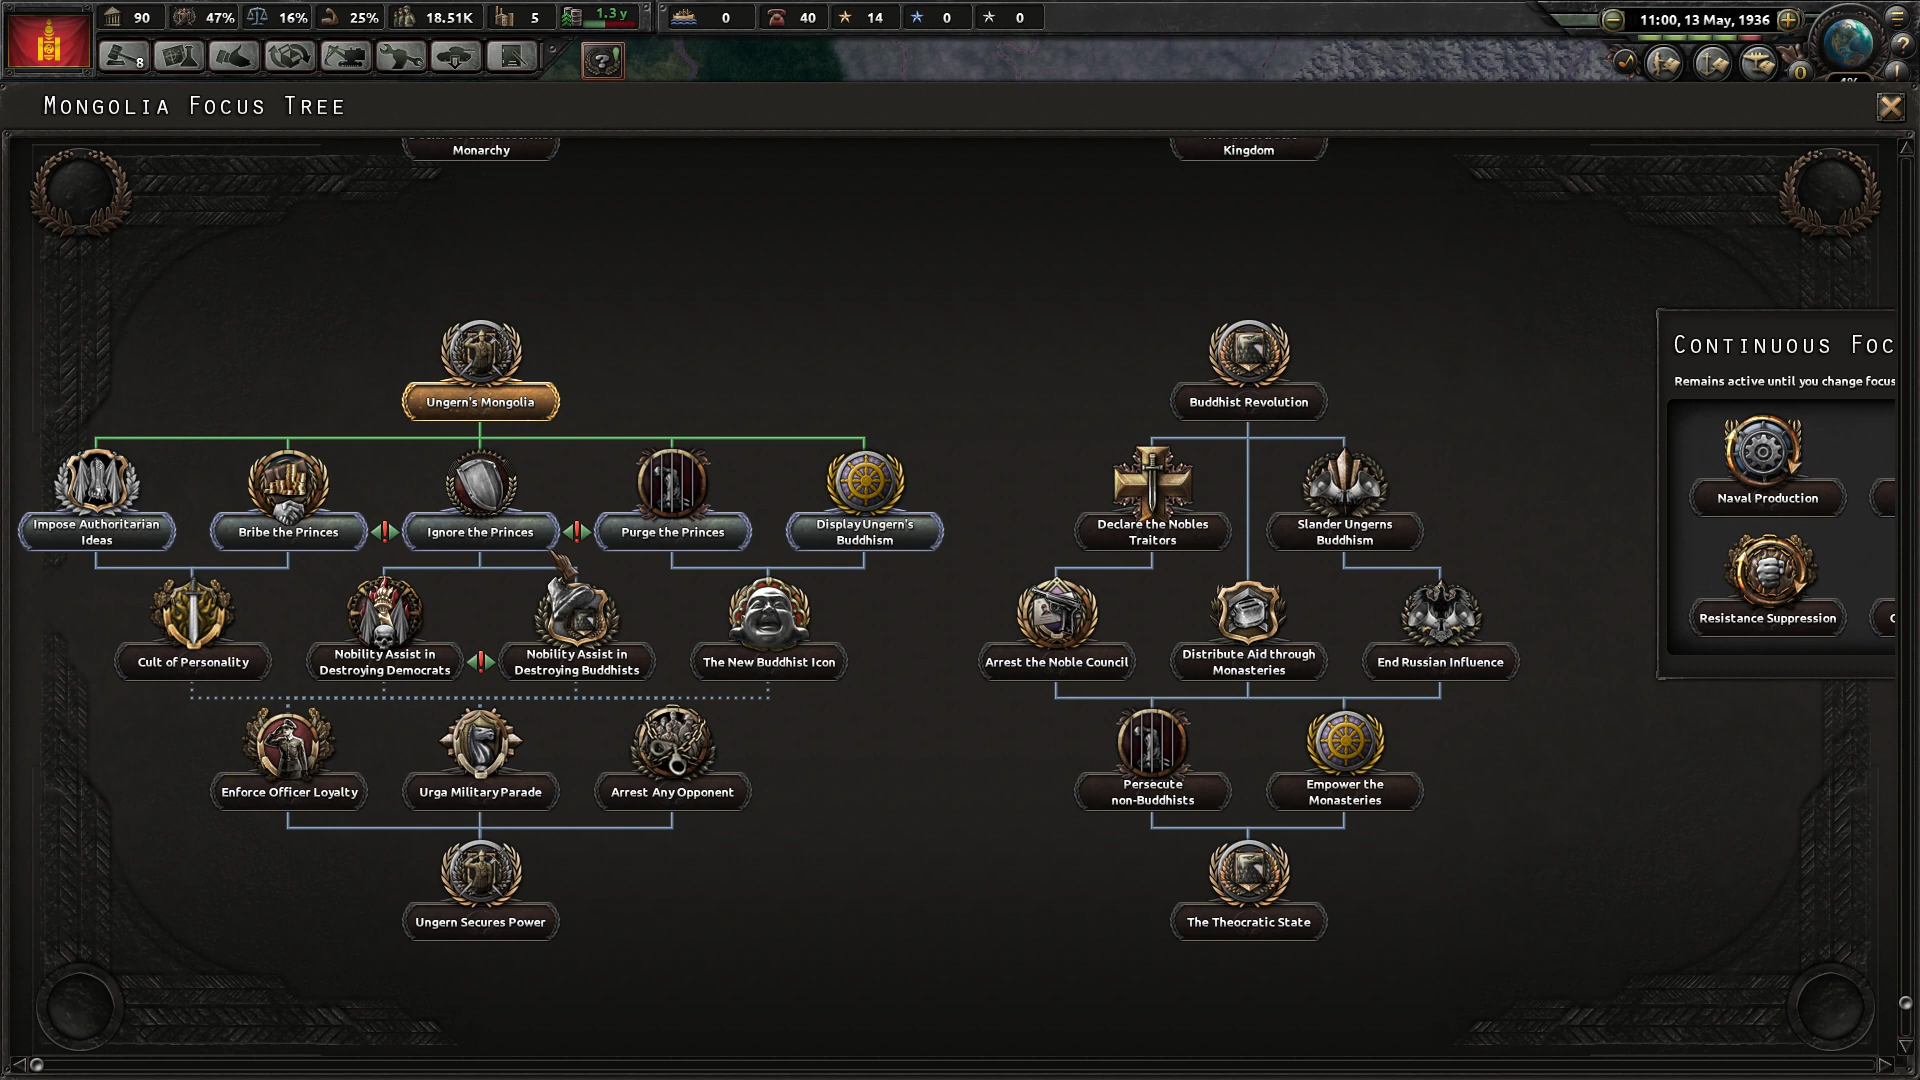 90
47%
16%
25%
18.51K
5
1.3 y
0
40
14
0
0
11:00, 13 May, 1936
8
0
MONGOLIA FOCUS TREE
Monarchy
Kingdom
Ungern's Mongolia
Buddhist Revolution
CONTINUOUS FOC
Remains active until you change focus
Impose Authoritarian
Ideas
Bribe the Princes
Ignore the Princes
Purge the Princes
Display Ungern's
Buddhism
Declare the Nobles
Traitors
Slander Ungerns
Buddhism
Naval Production
Cult of Personality
Nobility Assist in
Destroying Democrats
Nobility Assist in
Destroying Buddhists
The New Buddhist Icon
Arrest the Noble Council
Distribute Aid through
Monasteries
End Russian Influence
Resistance Suppression
Enforce Officer Loyalty
Urga Military Parade
Arrest Any Opponent
Persecute
non-Buddhists
Empower the
Monasteries
Ungern Secures Power
The Theocratic State